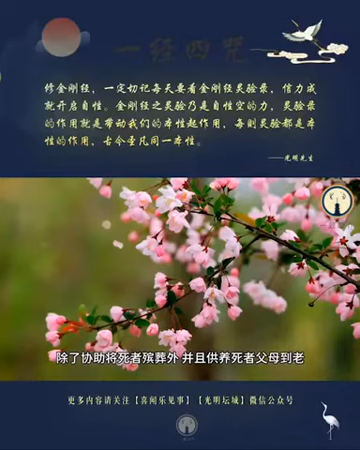 一经四咒
修金刚经，一定切记每天要看金刚经灵验录，信力成
就开启自性。金刚经之灵验乃是自性空的力，灵验录
的作用就是带动我们的本性起作用，每则灵验都是本
性的作用，古今圣凡同一本性。
——光明先生
除了协助将死者殡葬外 并且供养死者父母到老
更多内容请关注【喜闻乐见事】【光明坛城】微信公众号